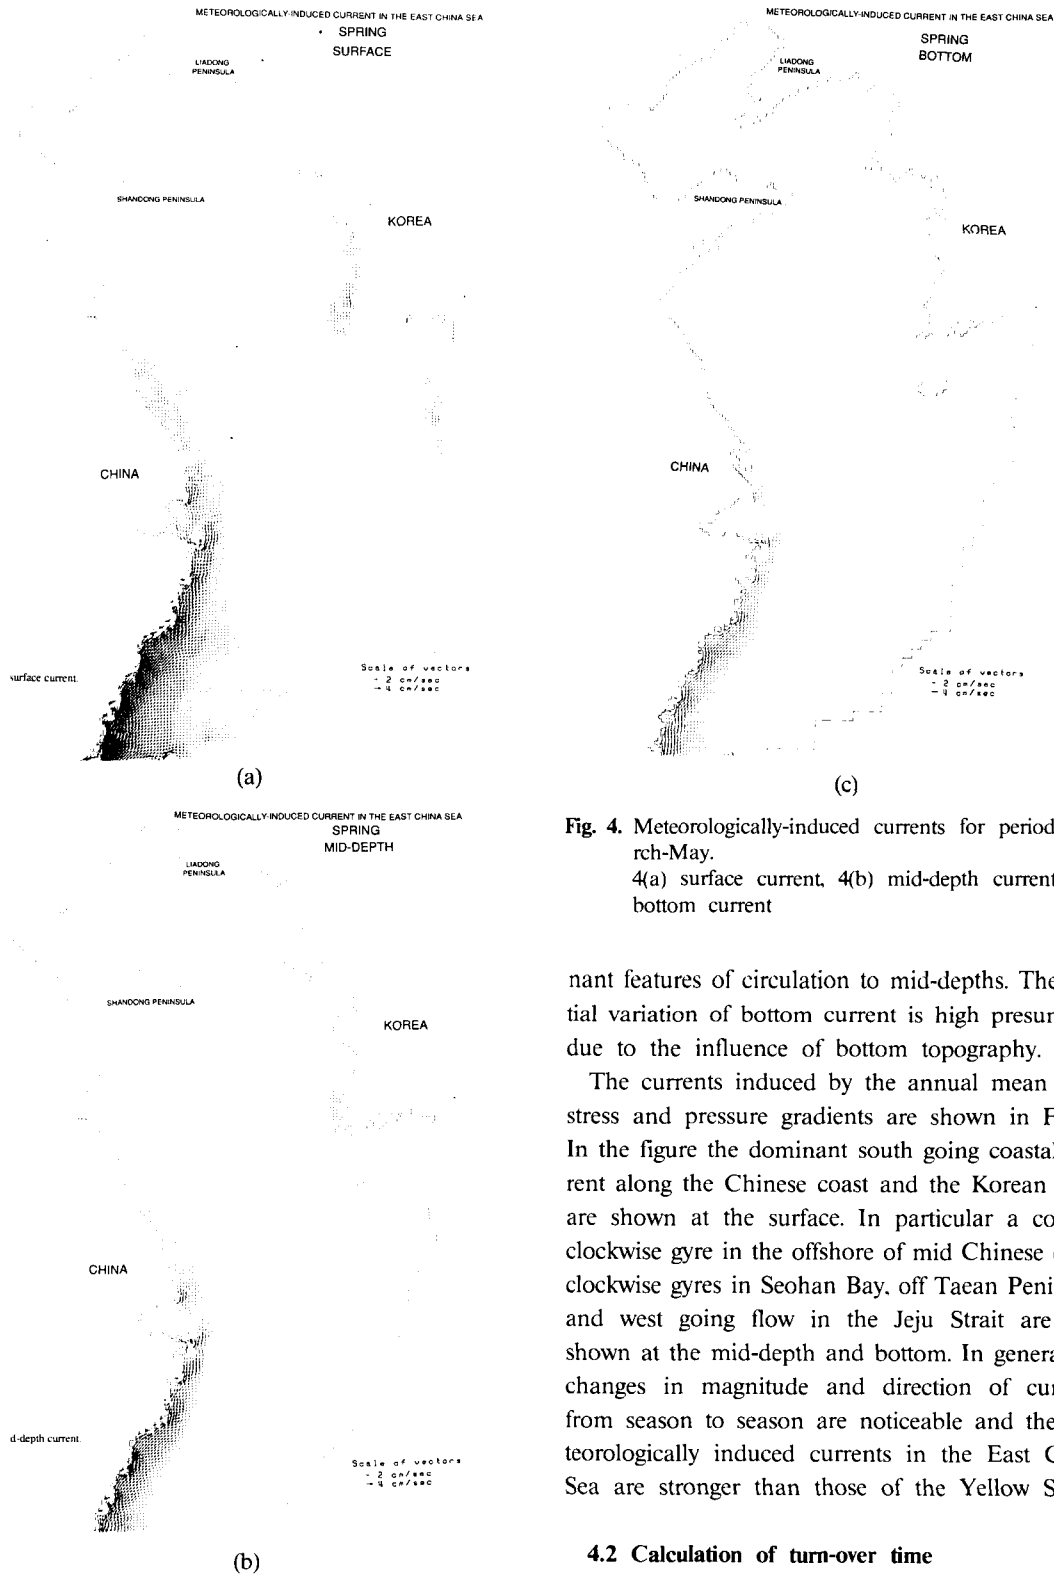 METEOROLOGICALLY-INDUCED CURRENT IN THE EAST CHINA SEA
SPRING
SURFACE
LIADONG
PENINSULA
SHANDONG PENINSULA
KOREA
CHINA
surface current.
Scale of vectors
- 2 cm/sec
→ 4 cm/sec
(a)
METEOROLOGICALLY-INDUCED CURRENT IN THE EAST CHINA SEA
SPRING
MID-DEPTH
LIADONG
PENINSULA
SHANDONG PENINSULA
KOREA
CHINA
d-depth current.
Scale of vectors
- 2 cm/sec
→ 4 cm/sec
(b)
METEOROLOGICALLY-INDUCED CURRENT IN THE EAST CHINA SEA
SPRING
BOTTOM
LIADONG
PENINSULA
SHANDONG PENINSULA
KOREA
CHINA
Scale of vectors
- 2 cm/sec
— 4 cm/sec
(c)
Fig. 4. Meteorologically-induced currents for period
rch-May.
4(a) surface current, 4(b) mid-depth current
bottom current
nant features of circulation to mid-depths. The
tial variation of bottom current is high presur
due to the influence of bottom topography.
The currents induced by the annual mean
stress and pressure gradients are shown in F
In the figure the dominant south going coasta
rent along the Chinese coast and the Korean
are shown at the surface. In particular a co
clockwise gyre in the offshore of mid Chinese
clockwise gyres in Seohan Bay, off Taean Peni
and west going flow in the Jeju Strait are
shown at the mid-depth and bottom. In genera
changes in magnitude and direction of cur
from season to season are noticeable and the
teorologically induced currents in the East C
Sea are stronger than those of the Yellow S
4.2 Calculation of turn-over time